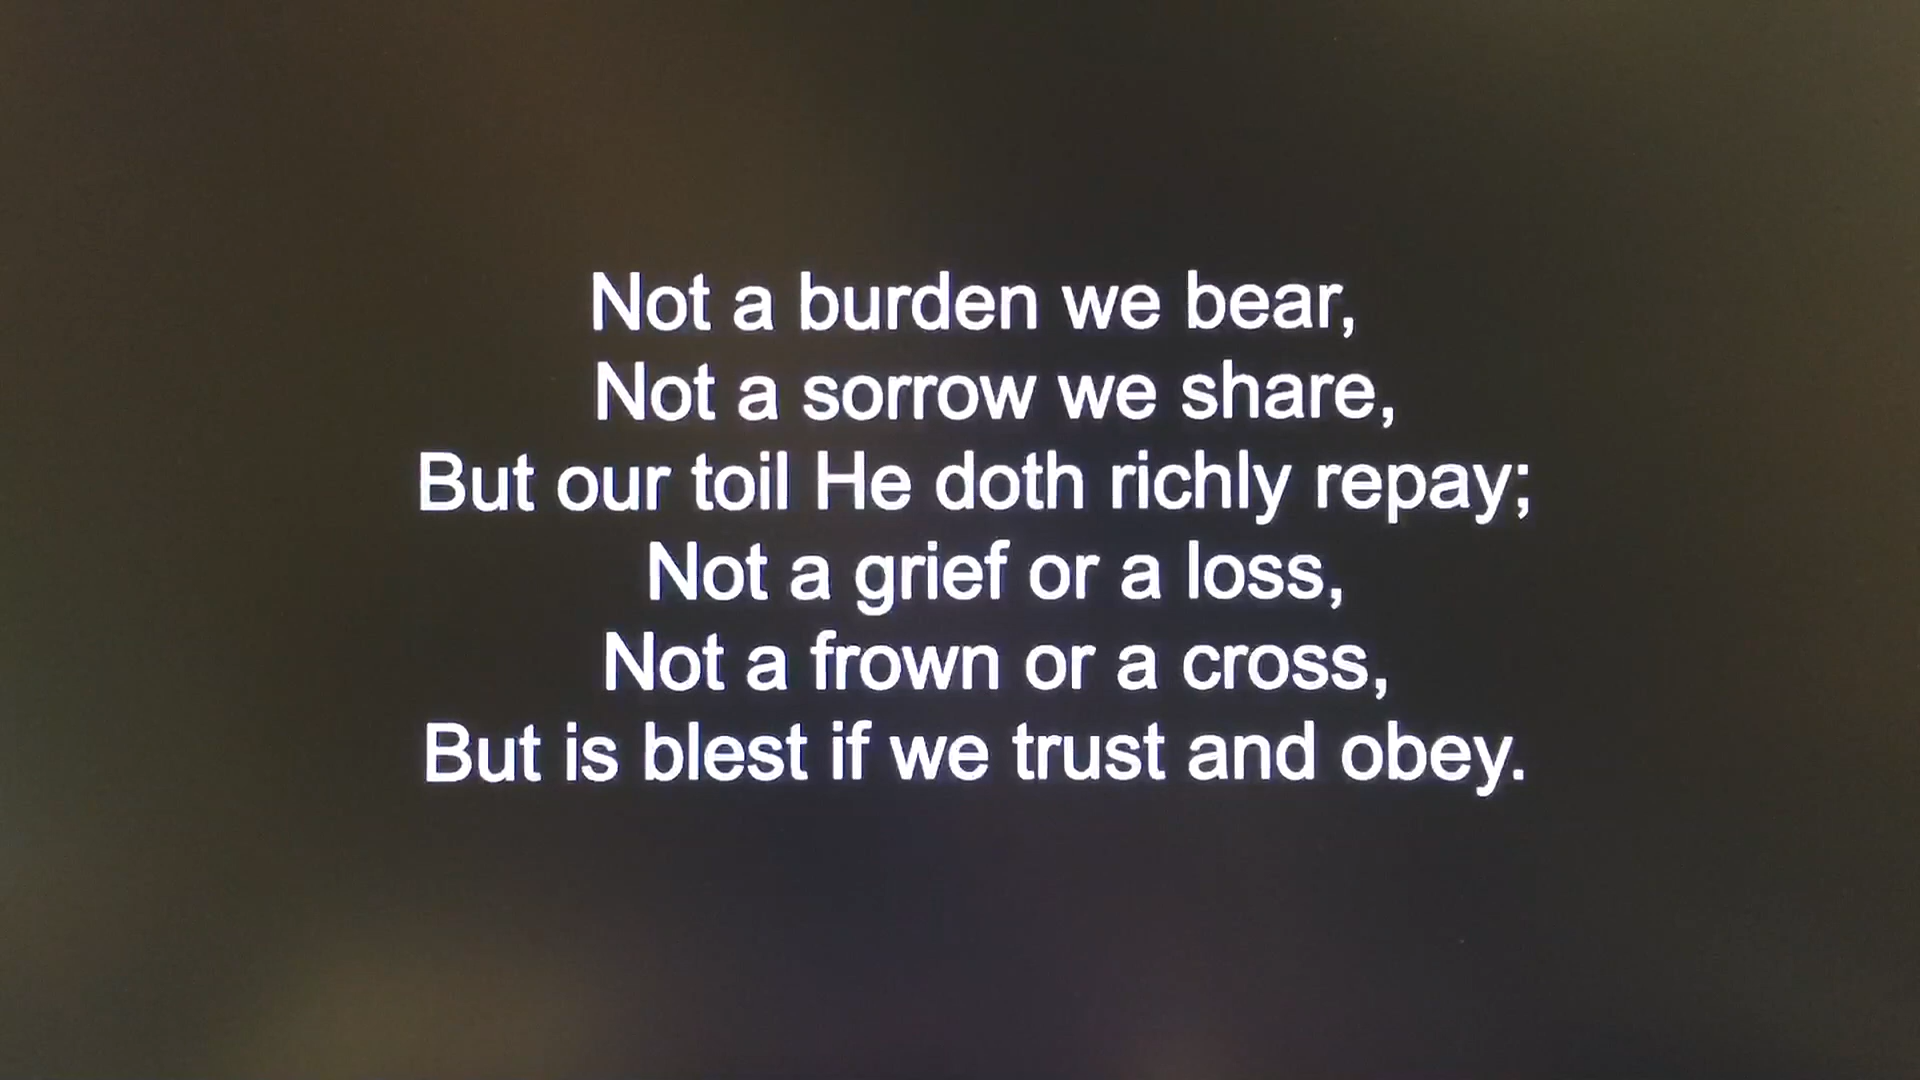 Not a burden we bear,
Not a sorrow we share,
But our toil He doth richly repay;
Not a grief or a loss,
Not a frown or a cross,
But is blest if we trust and obey.